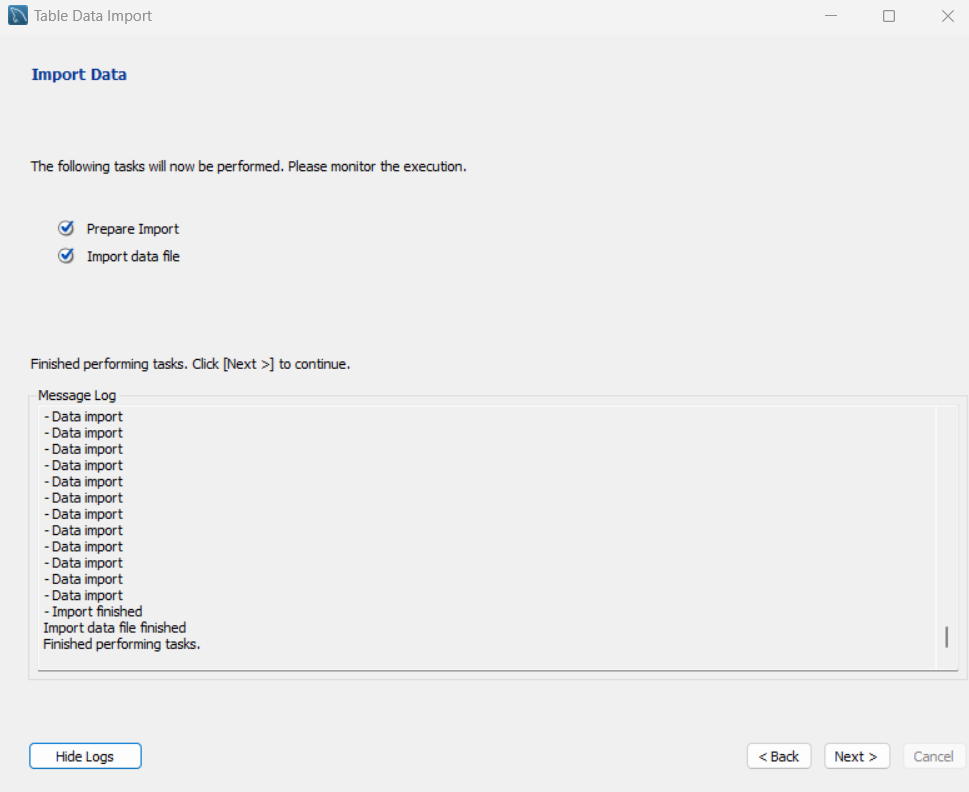 Table Data Import
Import Data
The following tasks will now be performed. Please monitor the execution.
Prepare Import
Import data file
Finished performing tasks. Click [Next >] to continue.
Message Log
- Data import
- Data import
- Data import
- Data import
- Data import
- Data import
- Data import
- Data import
- Data import
- Data import
- Data import
- Data import
- Import finished
Import data file finished
Finished performing tasks.
Hide Logs
< Back
Next >
Cancel